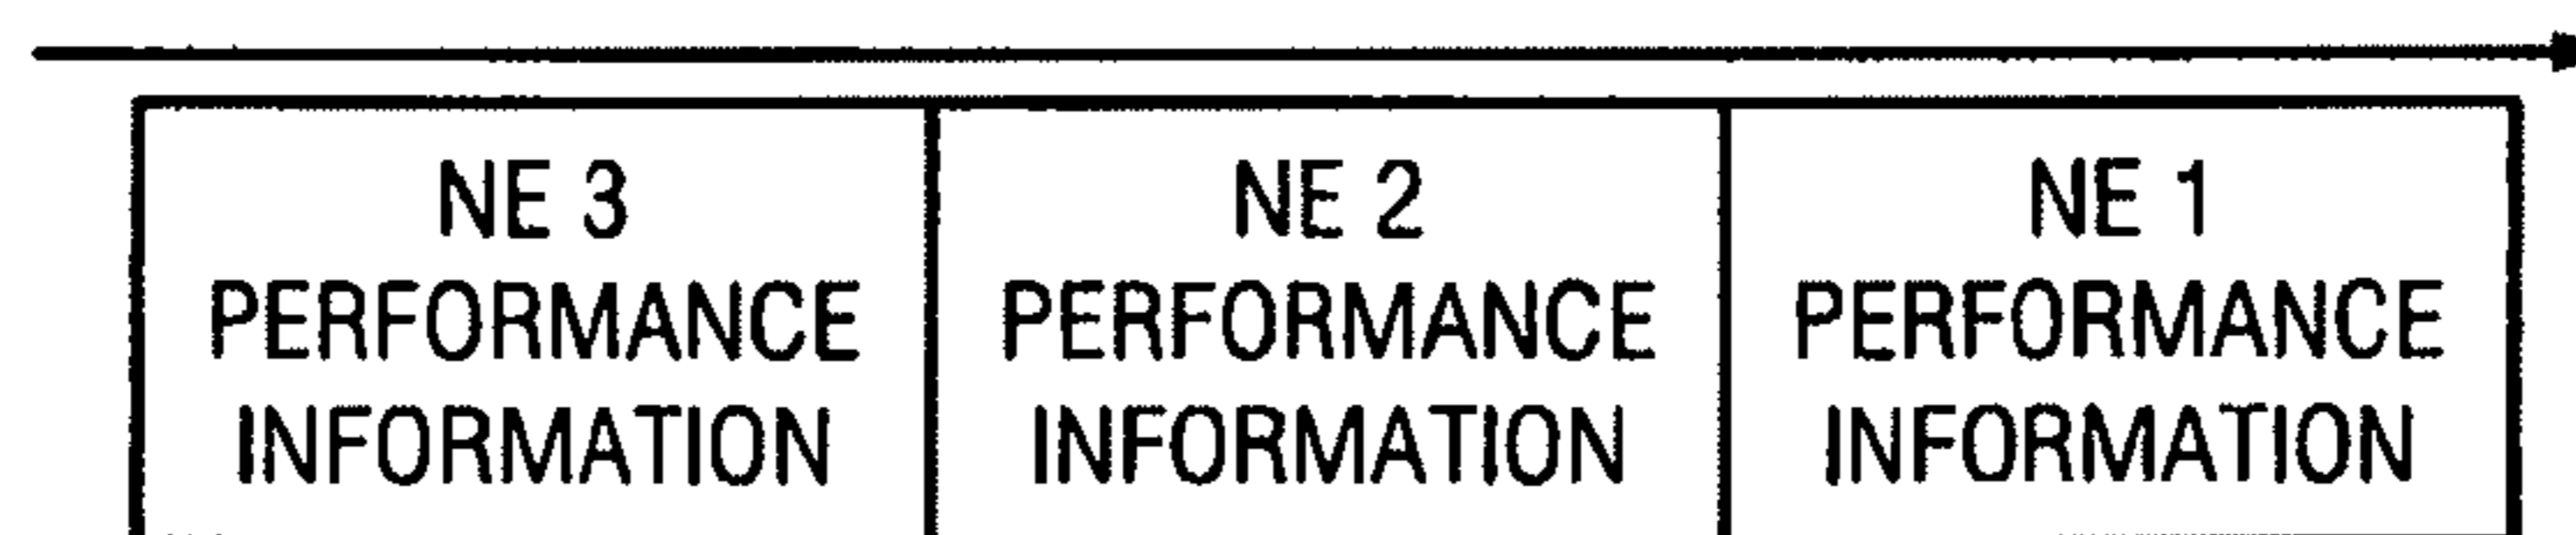 NE 3
PERFORMANCE
INFORMATION
NE 2
PERFORMANCE
INFORMATION
NE 1
PERFORMANCE
INFORMATION